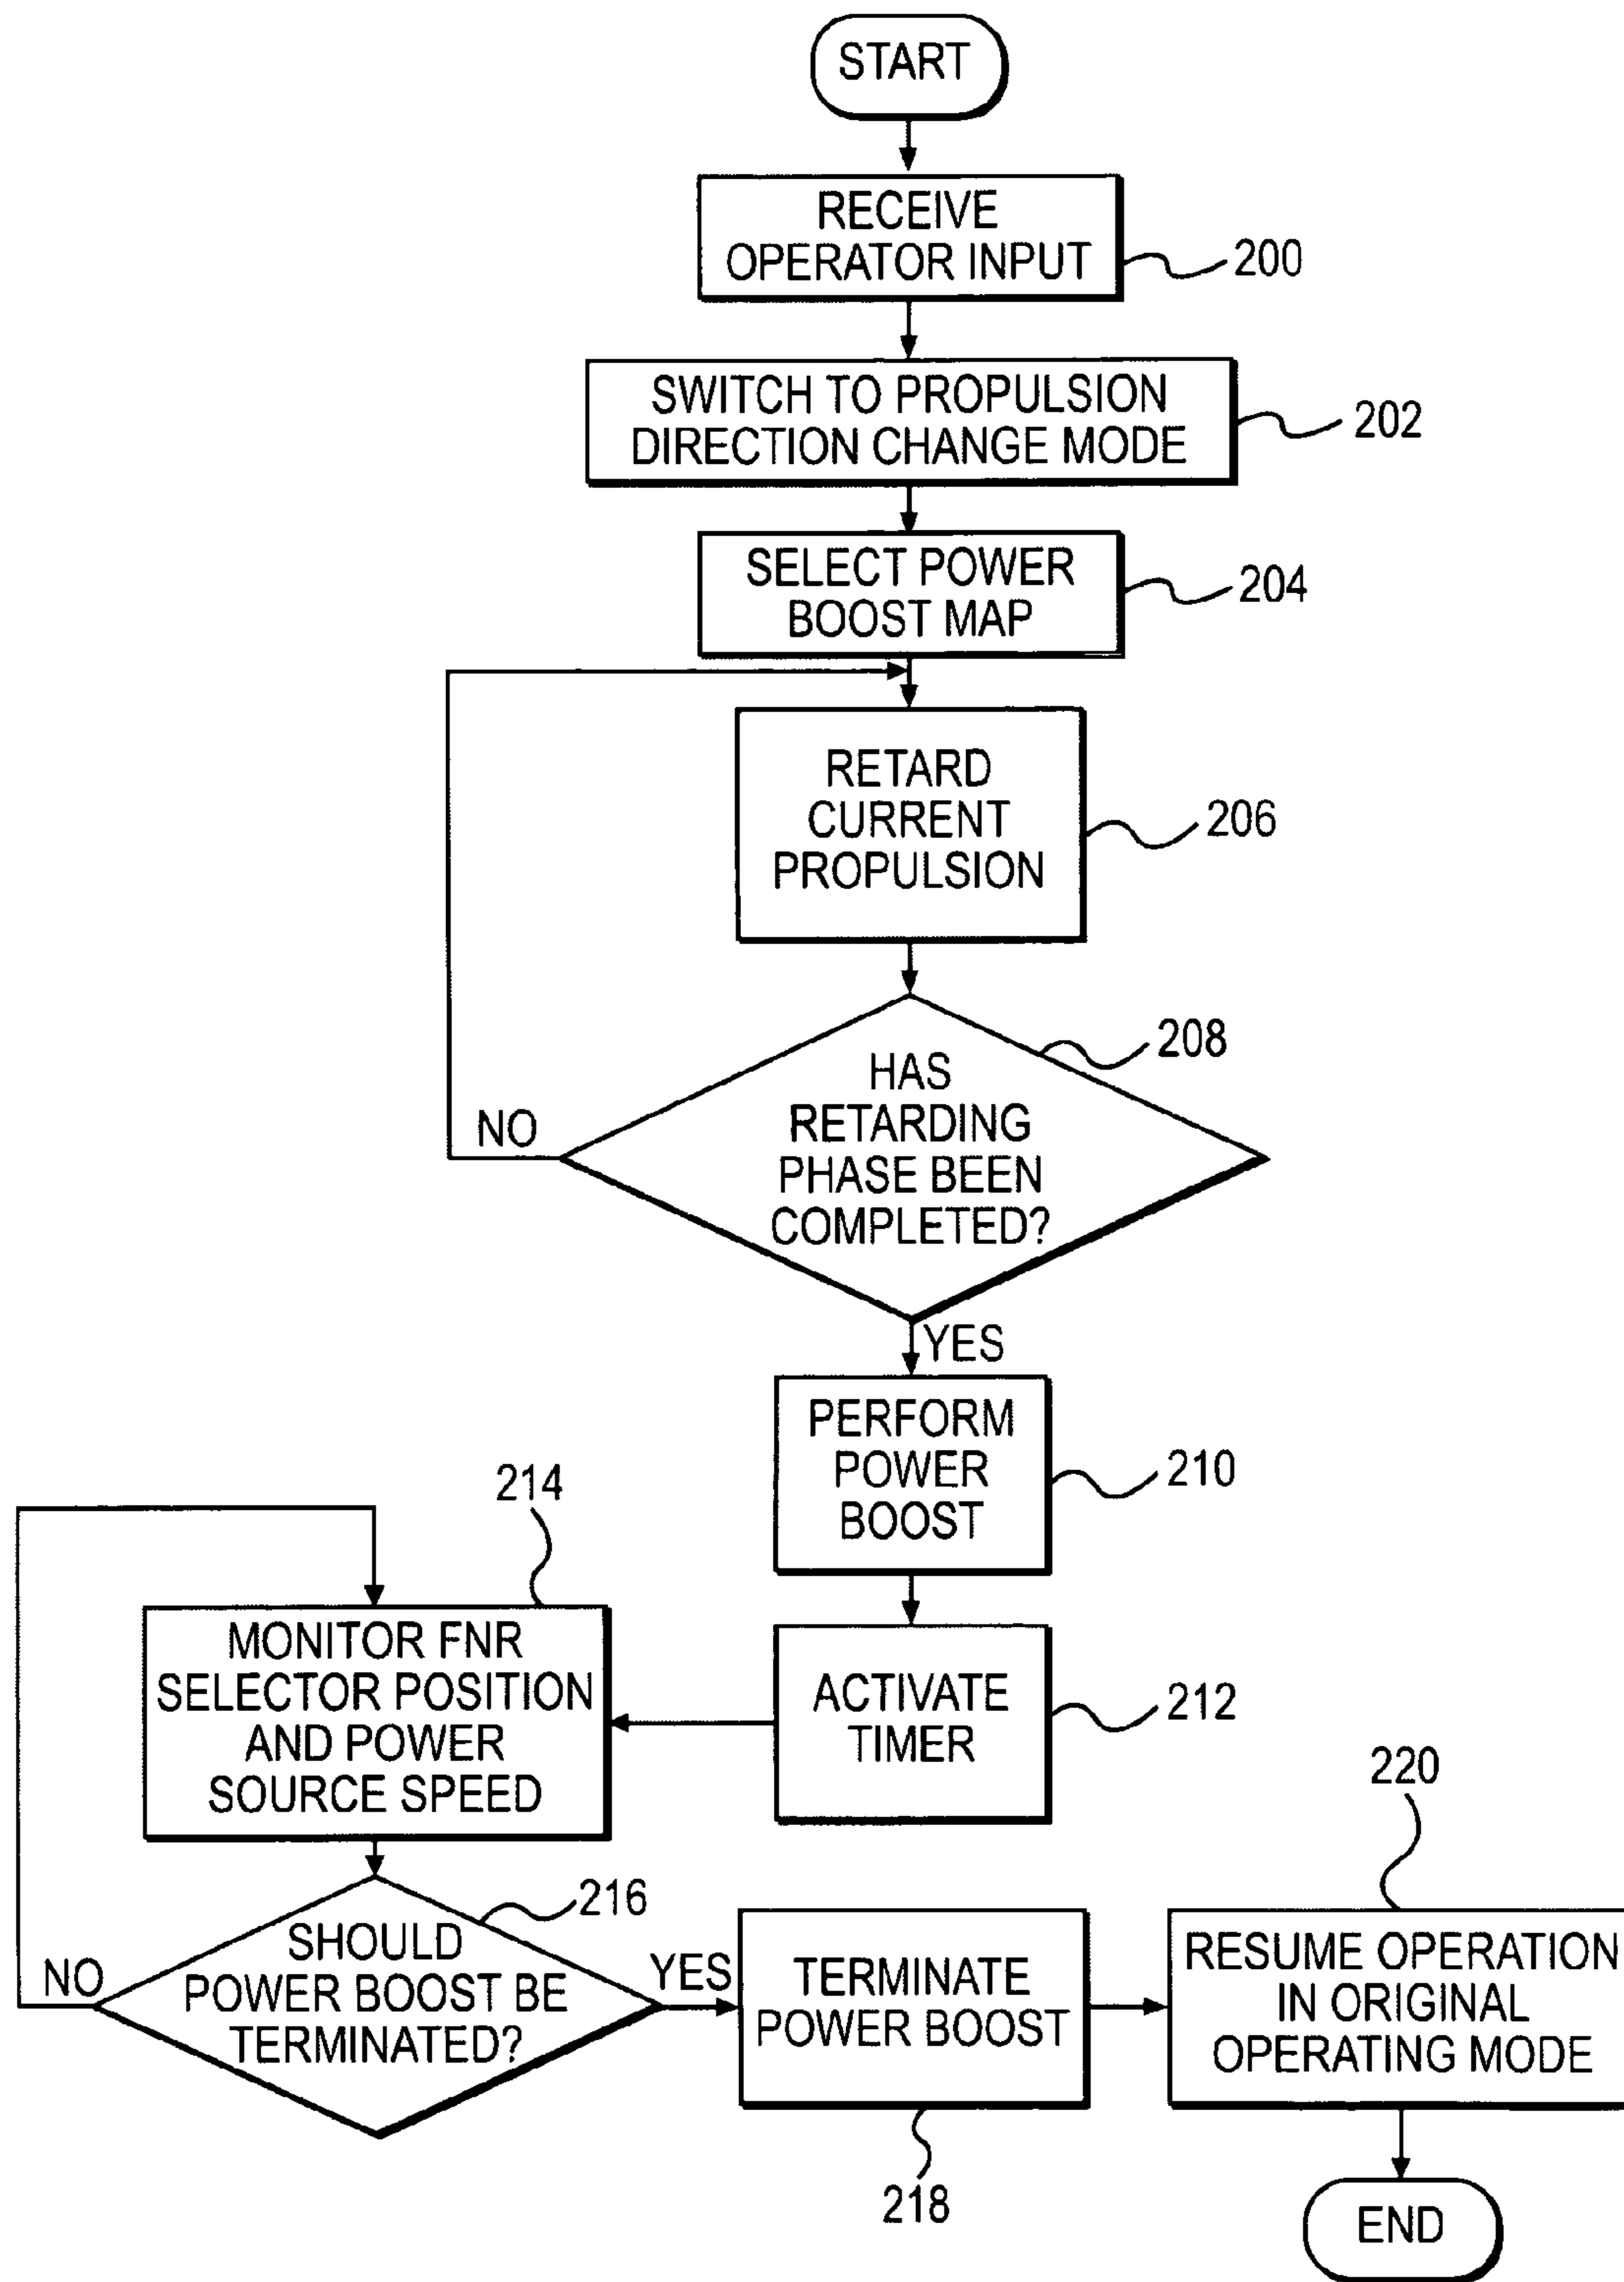 START
RECEIVE
OPERATOR INPUT
200
SWITCH TO PROPULSION
DIRECTION CHANGE MODE
202
SELECT POWER
BOOST MAP
204
RETARD
CURRENT
PROPULSION
206
208
HAS
RETARDING
PHASE BEEN
COMPLETED?
NO
YES
PERFORM
POWER
BOOST
210
ACTIVATE
TIMER
212
214
MONITOR FNR
SELECTOR POSITION
AND POWER
SOURCE SPEED
216
SHOULD
POWER BOOST BE
TERMINATED?
NO
YES
TERMINATE
POWER BOOST
218
220
RESUME OPERATION
IN ORIGINAL
OPERATING MODE
END